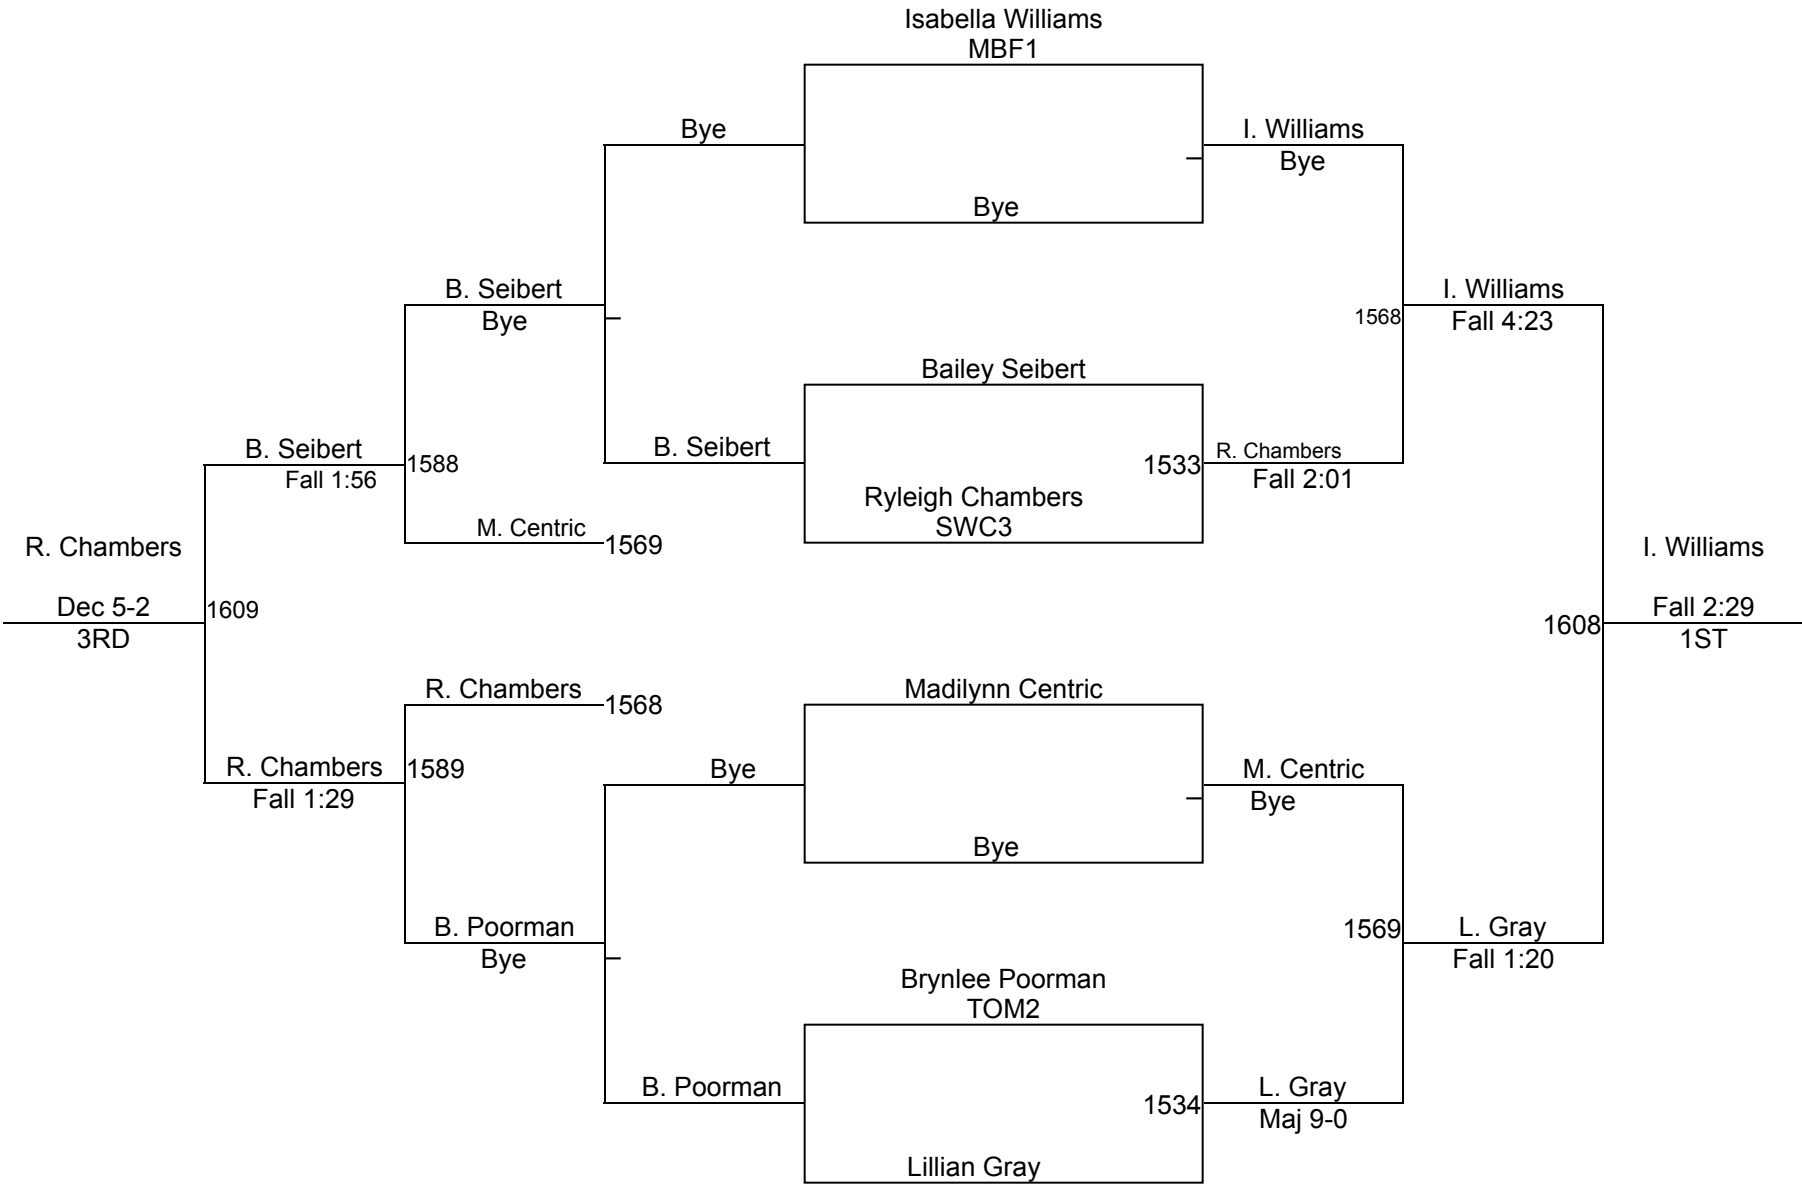 Isabella Williams
MBF1
Bye
I. Williams
Bye
Bye
B. Seibert
Bye
1568
I. Williams
Fall 4:23
Bailey Seibert
B. Seibert
Fall 1:56
1588
B. Seibert
1533
R. Chambers
Fall 2:01
Ryleigh Chambers
SWC3
M. Centric
1569
R. Chambers
Dec 5-2
3RD
1609
I. Williams
Fall 2:29
1ST
1608
R. Chambers
1568
Madilynn Centric
R. Chambers
Fall 1:29
1589
Bye
M. Centric
Bye
Bye
B. Poorman
Bye
1569
L. Gray
Fall 1:20
Brynlee Poorman
TOM2
B. Poorman
1534
L. Gray
Maj 9-0
Lillian Gray